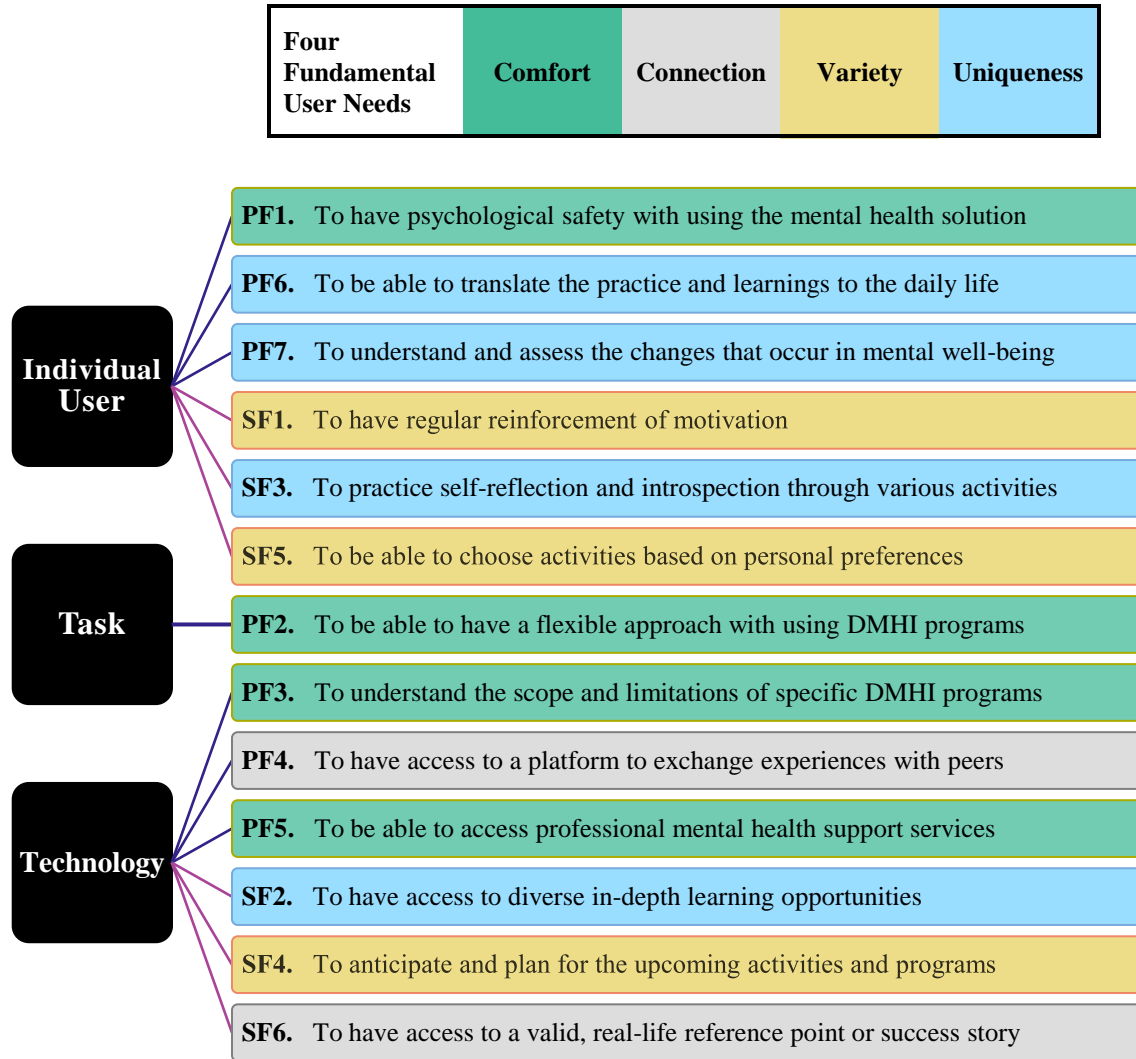 Four
Fundamental
User Needs
Comfort
Connection
Variety
Uniqueness
Individual
User
PF1. To have psychological safety with using the mental health solution
PF6. To be able to translate the practice and learnings to the daily life
PF7. To understand and assess the changes that occur in mental well-being
SF1. To have regular reinforcement of motivation
SF3. To practice self-reflection and introspection through various activities
SF5. To be able to choose activities based on personal preferences
Task
PF2. To be able to have a flexible approach with using DMHI programs
Technology
PF3. To understand the scope and limitations of specific DMHI programs
PF4. To have access to a platform to exchange experiences with peers
PF5. To be able to access professional mental health support services
SF2. To have access to diverse in-depth learning opportunities
SF4. To anticipate and plan for the upcoming activities and programs
SF6. To have access to a valid, real-life reference point or success story